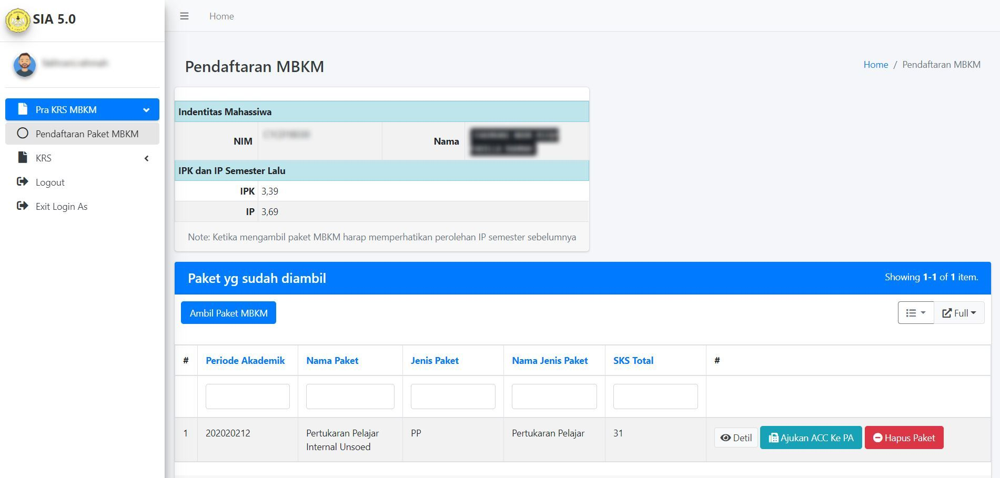 SIA 5.0
Home
Pra KRS MBKM
Pendaftaran Paket MBKM
KRS
Logout
Exit Login As
Pendaftaran MBKM
Home / Pendaftaran MBKM
Indentitas Mahassiwa
NIM Nama
IPK dan IP Semester Lalu
IPK 3,39
IP 3,69
Note: Ketika mengambil paket MBKM harap memperhatikan perolehan IP semester sebelumnya
Paket yg sudah diambil
Showing 1-1 of 1 item.
Ambil Paket MBKM
Full
# Periode Akademik Nama Paket Jenis Paket Nama Jenis Paket SKS Total #
1 202020212 Pertukaran Pelajar PP Pertukaran Pelajar 31 Detil Ajukan ACC Ke PA Hapus Paket
Internal Unsoed